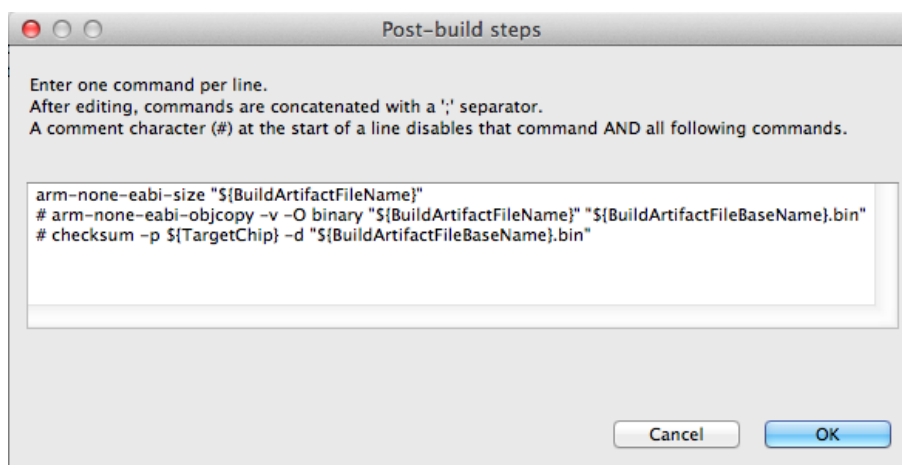 Post-build steps
Enter one command per line.
After editing, commands are concatenated with a ';' separator.
A comment character (#) at the start of a line disables that command AND all following commands.
arm-none-eabi-size "${BuildArtifactFileName}"
# arm-none-eabi-objcopy -v -O binary "${BuildArtifactFileName}" "${BuildArtifactFileBaseName}.bin"
# checksum -p ${TargetChip} -d "${BuildArtifactFileBaseName}.bin"
Cancel OK